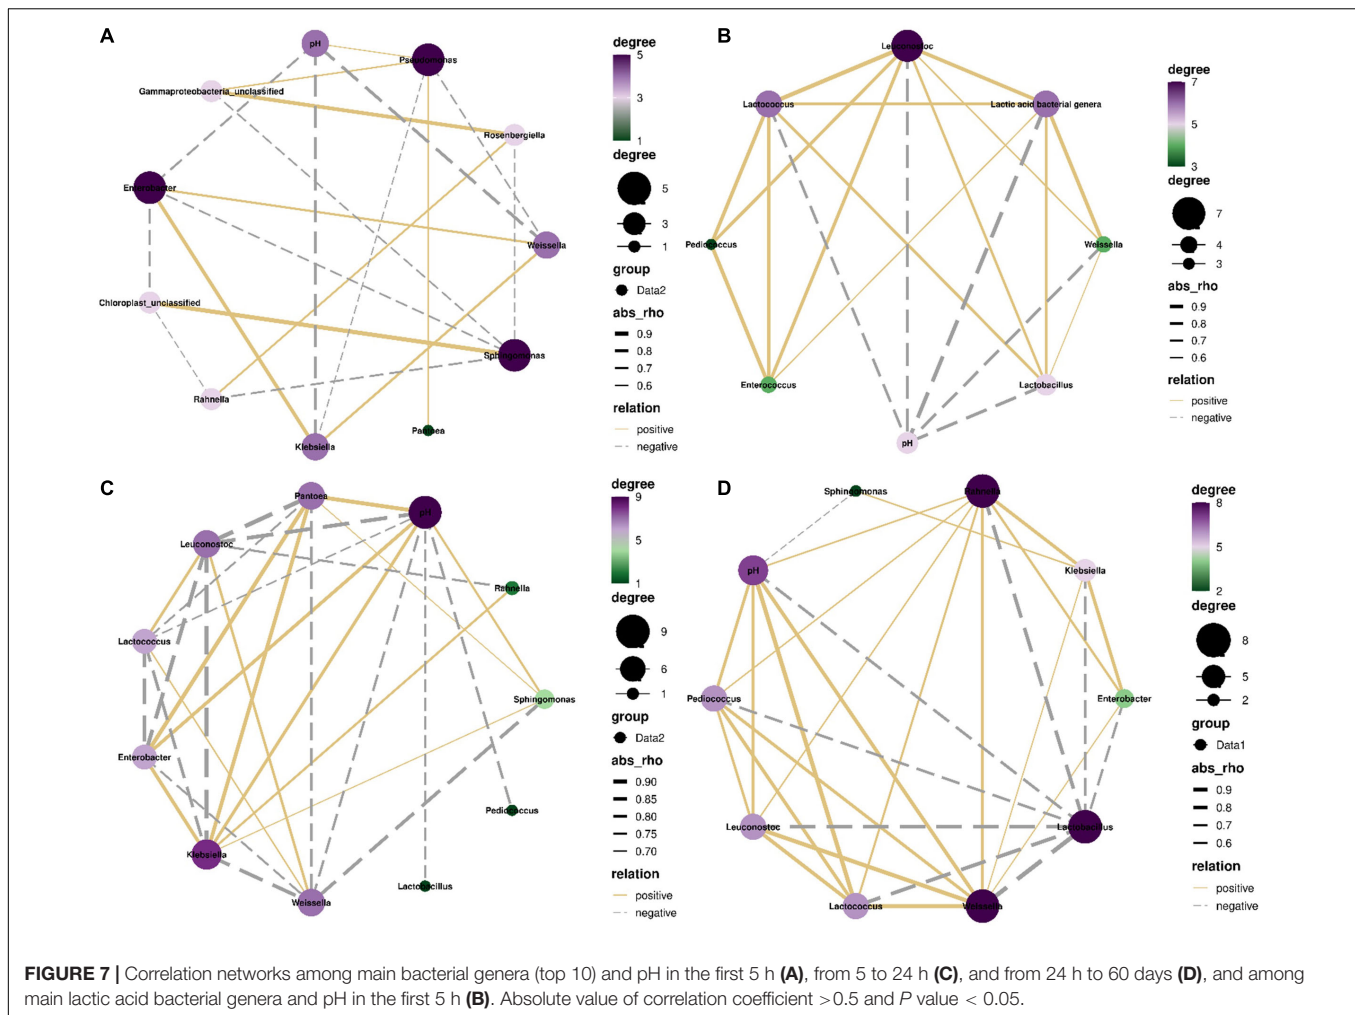 A
pH
Pseudomonas
Gammaproteobacteria_unclassified
Rosenbergiella
Enterobacter
Weissella
Chloroplast_unclassified
Sphingomonas
Rahnella
Pantoea
Klebsiella
degree
5
3
1
degree
5
3
1
group
Data2
abs_rho
0.9
0.8
0.7
0.6
relation
positive
negative
B
Leuconostoc
Lactococcus
Lactic acid bacterial genera
Pediococcus
Weissella
Enterococcus
Lactobacillus
pH
degree
7
5
3
degree
7
4
3
abs_rho
0.9
0.8
0.7
0.6
relation
positive
negative
C
Pantoea
pH
Leuconostoc
Rahnella
Lactococcus
Sphingomonas
Enterobacter
Pediococcus
Klebsiella
Lactobacillus
Weissella
degree
9
5
1
degree
9
6
1
group
Data2
abs_rho
0.90
0.85
0.80
0.75
0.70
relation
positive
negative
D
Sphingomonas
Rahnella
pH
Klebsiella
Pediococcus
Enterobacter
Leuconostoc
Lactobacillus
Lactococcus
Weissella
degree
8
5
2
degree
8
5
2
group
Data1
abs_rho
0.9
0.8
0.7
0.6
relation
positive
negative
FIGURE 7 | Correlation networks among main bacterial genera (top 10) and pH in the first 5 h (A), from 5 to 24 h (C), and from 24 h to 60 days (D), and among
main lactic acid bacterial genera and pH in the first 5 h (B). Absolute value of correlation coefficient >0.5 and P value < 0.05.